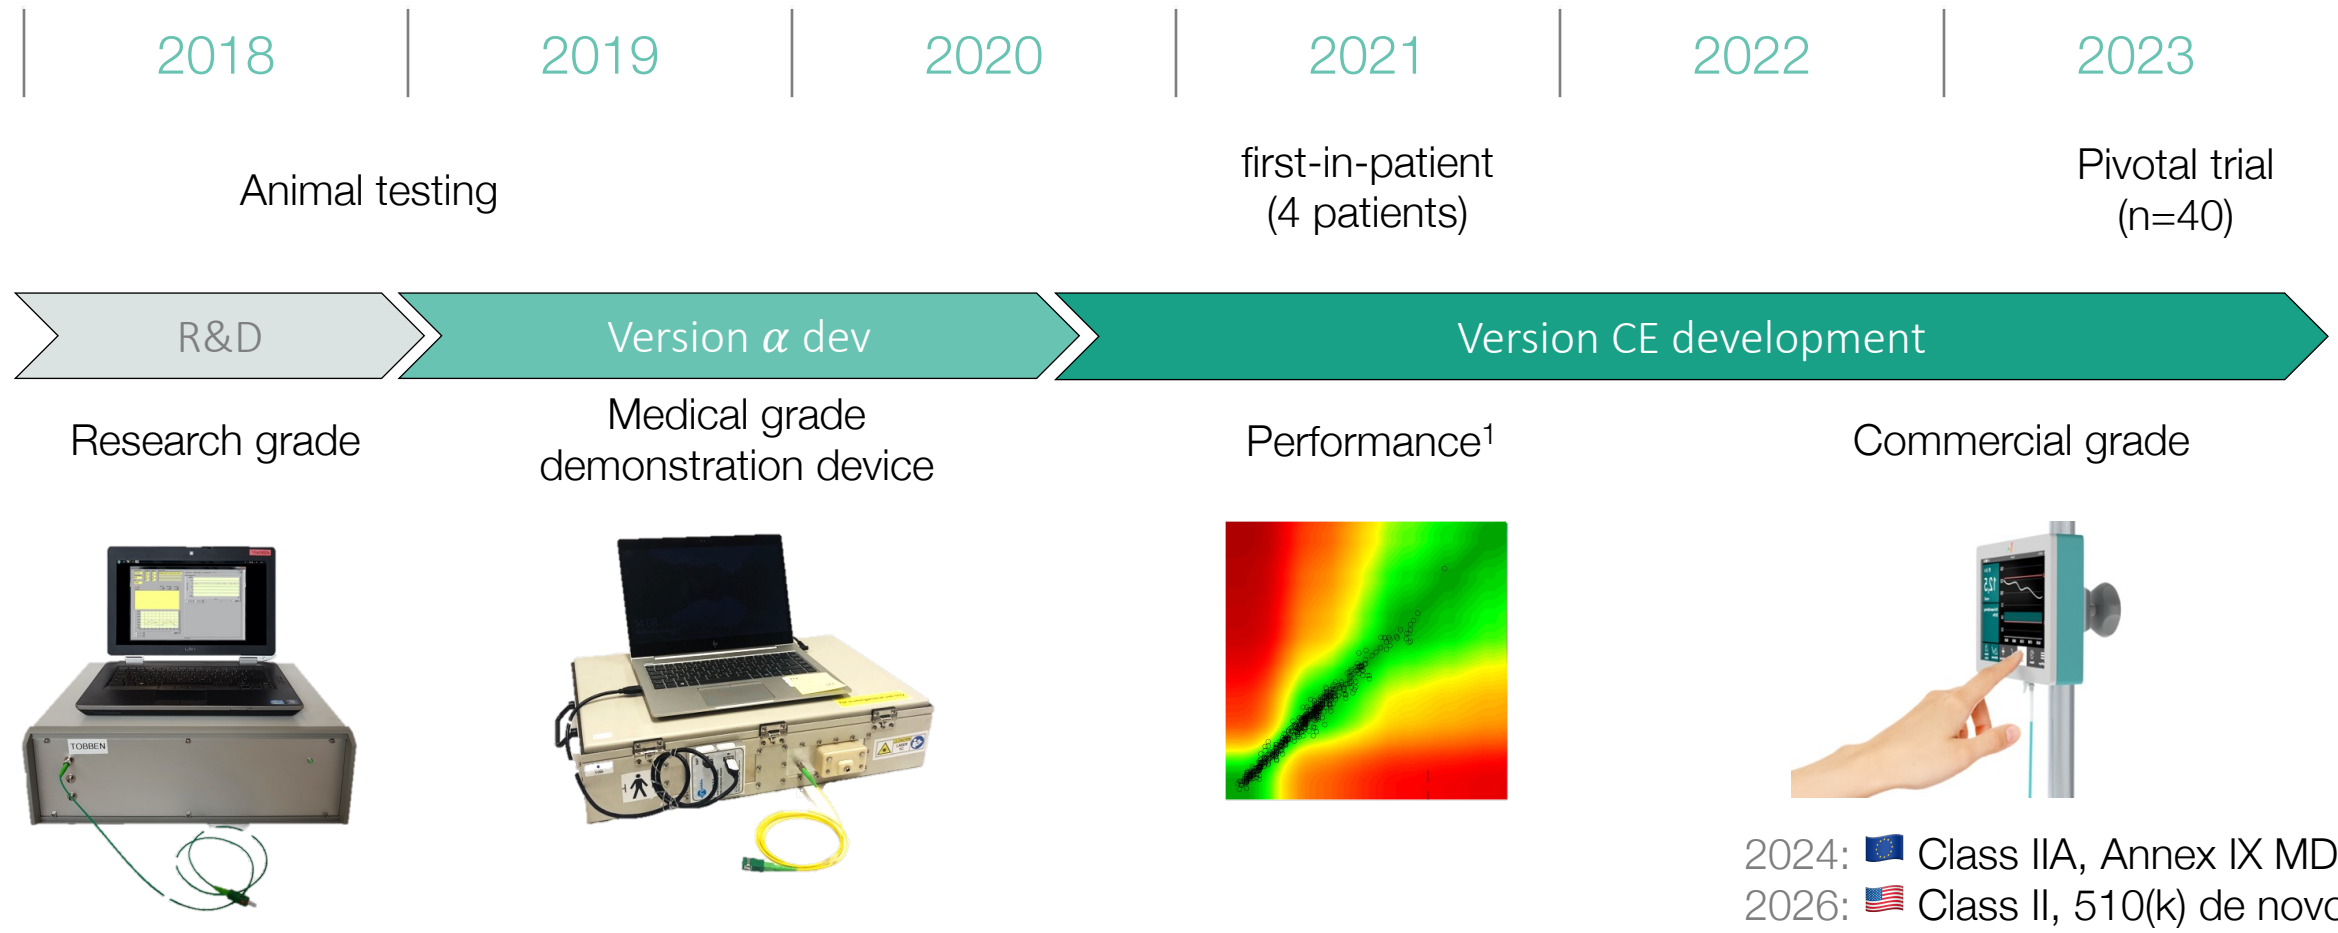 2018 2019 2020 2021 2022 2023
Animal testing
first-in-patient
(4 patients)
Pivotal trial
(n=40)
R&D
Version α dev
Version CE development
Research grade
Medical grade
demonstration device
Performance¹
Commercial grade
TOBBEN
12,5
2024: 🇪🇺 Class IIA, Annex IX MD
2026: 🇺🇸 Class II, 510(k) de novo